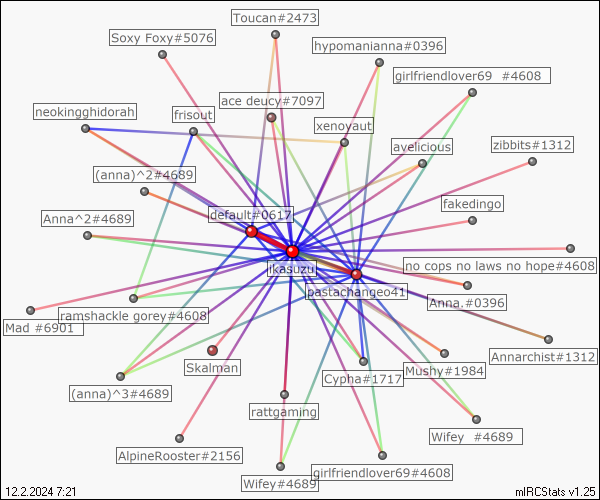 Toucan#2473
Soxy Foxy#5076
hypomanianna#0396
girlfriendlover69 #4608
ace deucy#7097
neokingghidorah
frisout
xenoyaut
avelicious
zibbits#1312
(anna)^2#4689
fakedingo
default#0617
Anna^2#4689
ikasuzu
no cops no laws no hope#4608
pastachangeo41
Anna.#0396
ramshackle gorey#4608
Mad #6901
Annarchist#1312
Skalman
Mushy#1984
Cypha#1717
(anna)^3#4689
rattgaming
Wifey #4689
AlpineRooster#2156
girlfriendlover69#4608
Wifey#4689
12.2.2024 7:21
mIRCStats v1.25